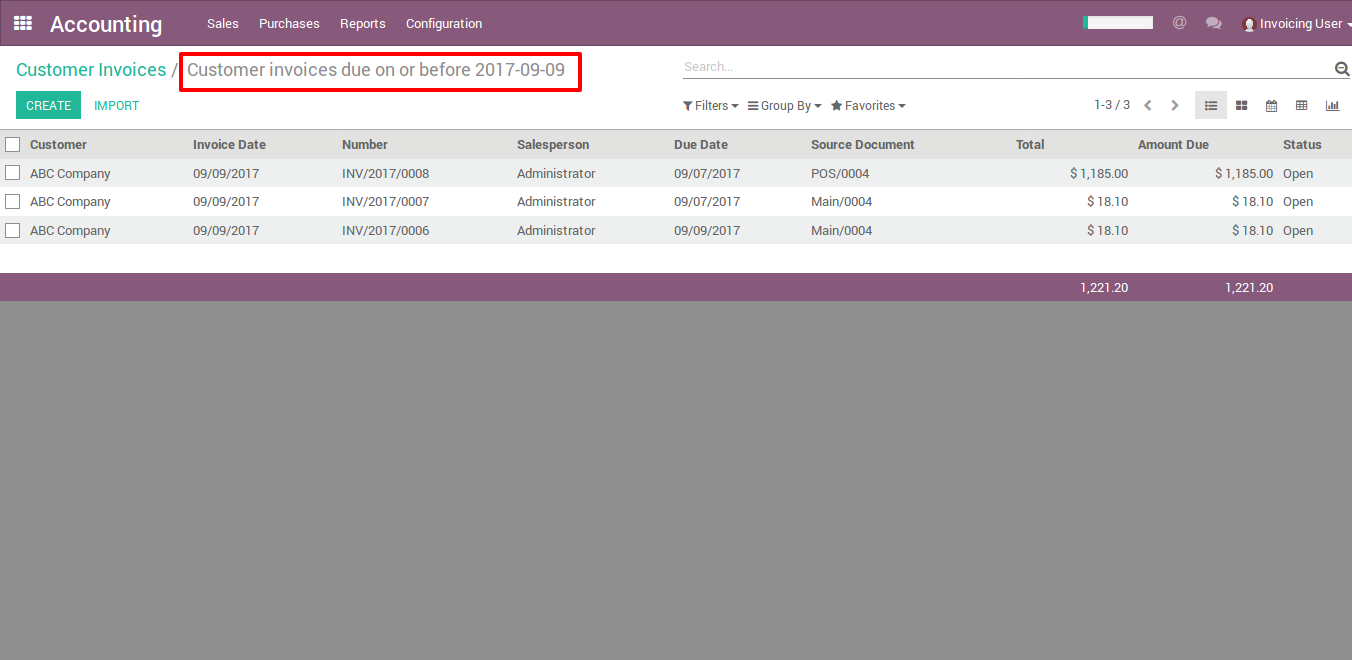 Accounting Sales Purchases Reports Configuration @ Invoicing User
Customer Invoices / Customer invoices due on or before 2017-09-09 Search...
CREATE IMPORT Filters Group By Favorites 1-3 / 3
Customer Invoice Date Number Salesperson Due Date Source Document Total Amount Due Status
ABC Company 09/09/2017 INV/2017/0008 Administrator 09/07/2017 POS/0004 $ 1,185.00 $ 1,185.00 Open
ABC Company 09/09/2017 INV/2017/0007 Administrator 09/07/2017 Main/0004 $ 18.10 $ 18.10 Open
ABC Company 09/09/2017 INV/2017/0006 Administrator 09/09/2017 Main/0004 $ 18.10 $ 18.10 Open
1,221.20 1,221.20